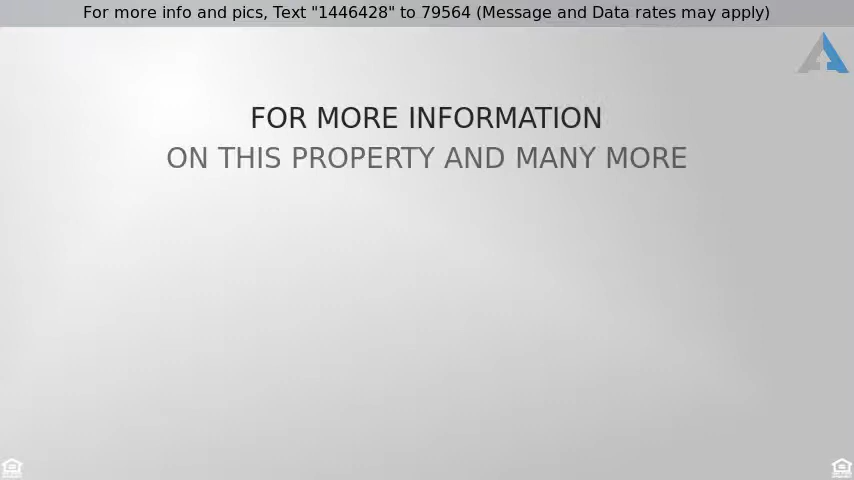 For more info and pics, Text "1446428" to 79564 (Message and Data rates may apply)
FOR MORE INFORMATION
ON THIS PROPERTY AND MANY MORE